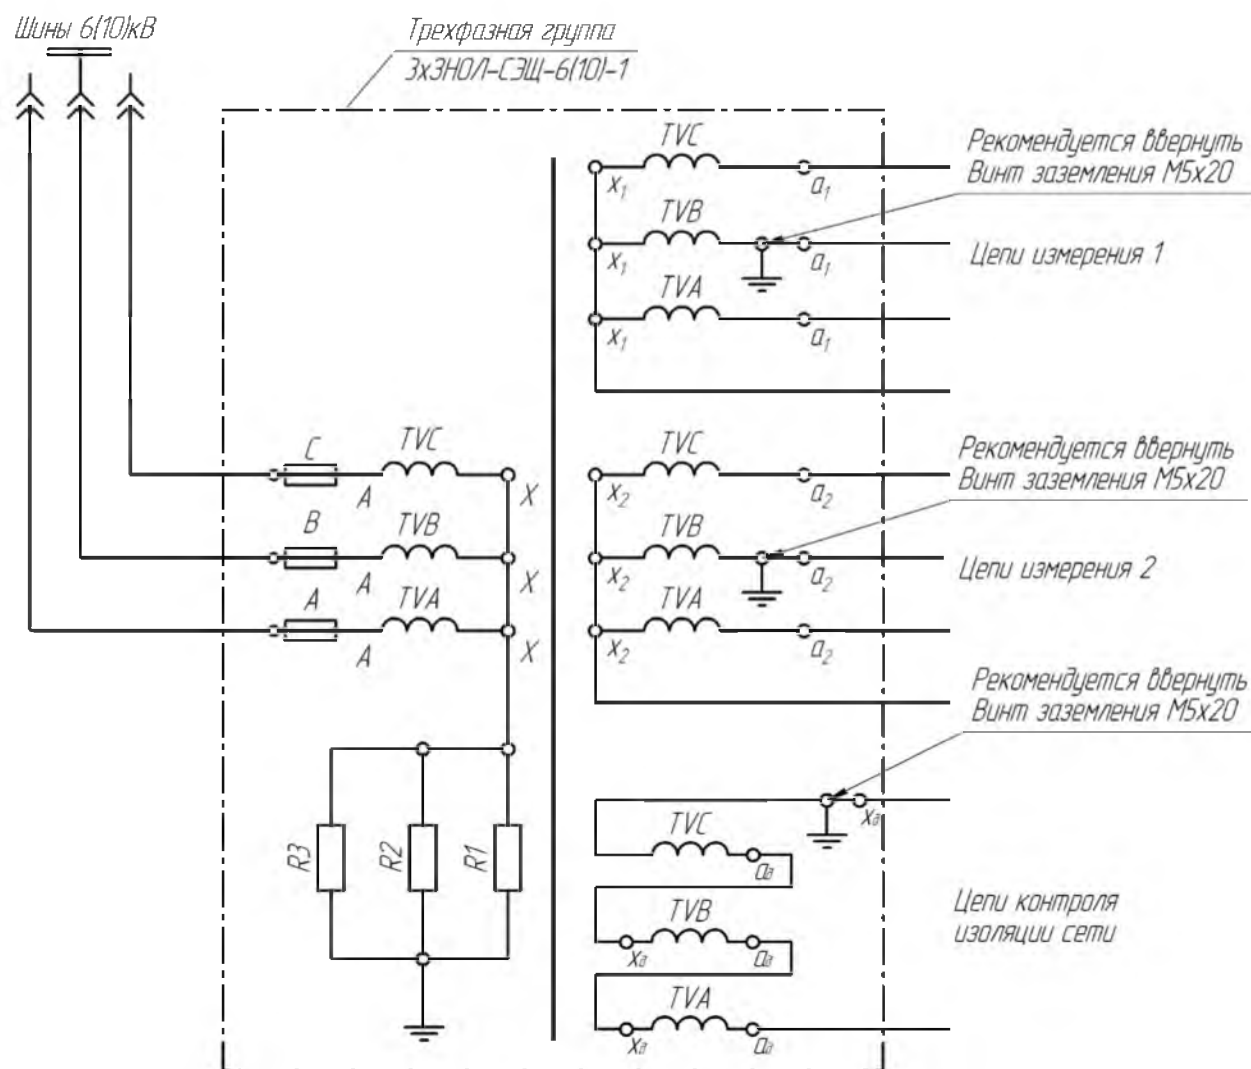 Шины 6(10)кВ
Трехфазная группа
3хЗНОЛ-СЭЩ-6(10)-1
TVC
x1
a1
Рекомендуется ввернуть
Винт заземления М5х20
TVB
x1
a1
Цепи измерения 1
TVA
x1
a1
C
A
TVC
X
TVC
x2
a2
Рекомендуется ввернуть
Винт заземления М5х20
B
A
TVB
X
TVB
x2
a2
Цепи измерения 2
A
A
TVA
X
TVA
x2
a2
Рекомендуется ввернуть
Винт заземления М5х20
xд
R3
R2
R1
TVC
aд
TVB
xд
aд
Цепи контроля
изоляции сети
TVA
xд
aд